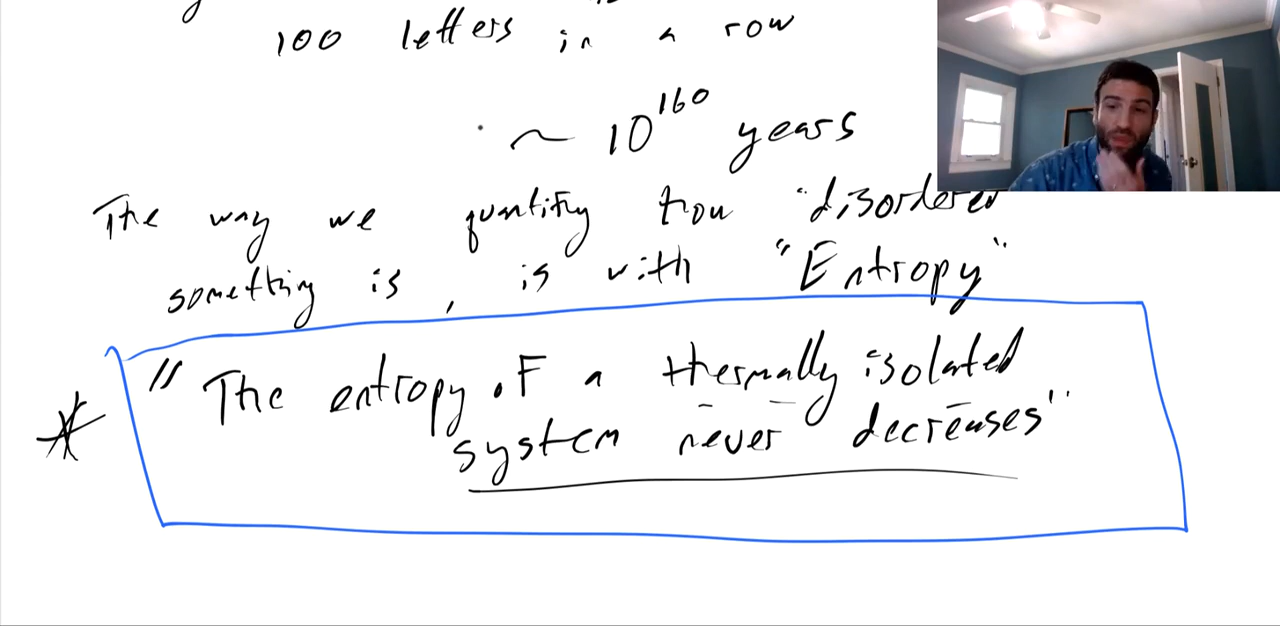 100 letters in a row
~ 10^160 years
The way we quantify how "disordered
something is, is with "Entropy"
"The entropy of a thermally isolated
system never decreases"